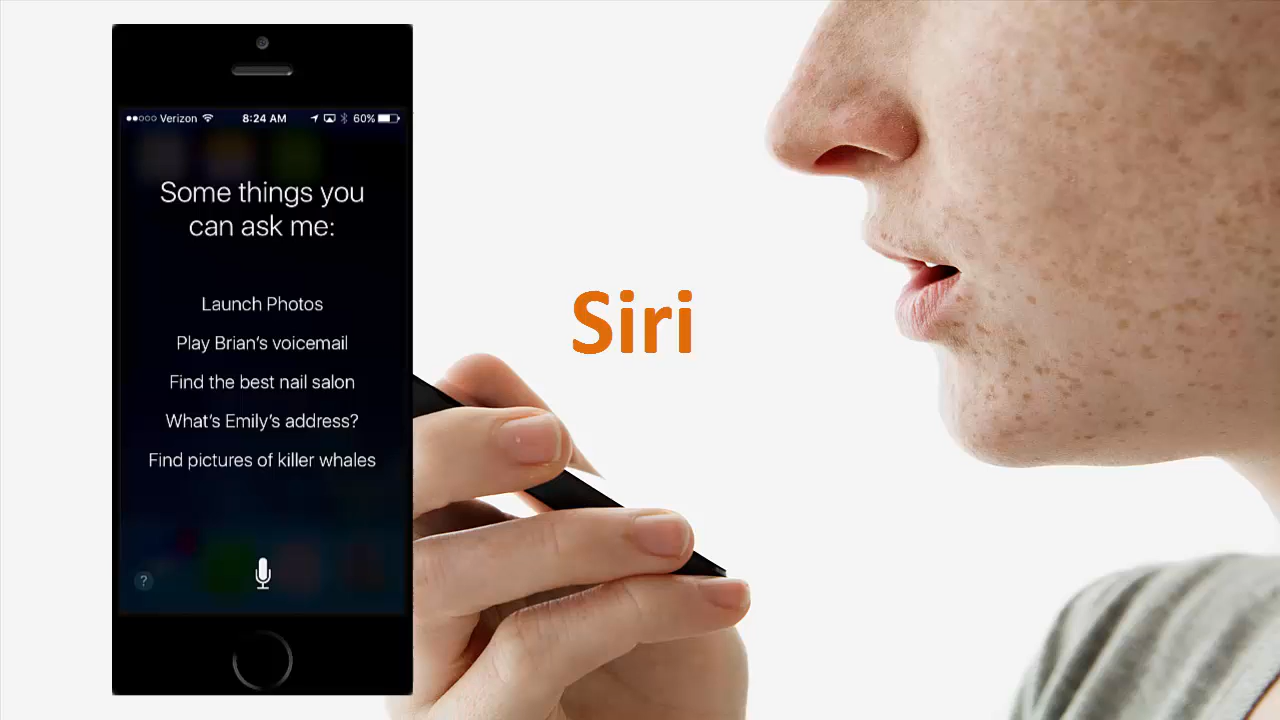 ●●○○○ Verizon 8:24 AM 60%
Some things you
can ask me:
Launch Photos
Play Brian's voicemail
Find the best nail salon
What's Emily's address?
Find pictures of killer whales
?
Siri